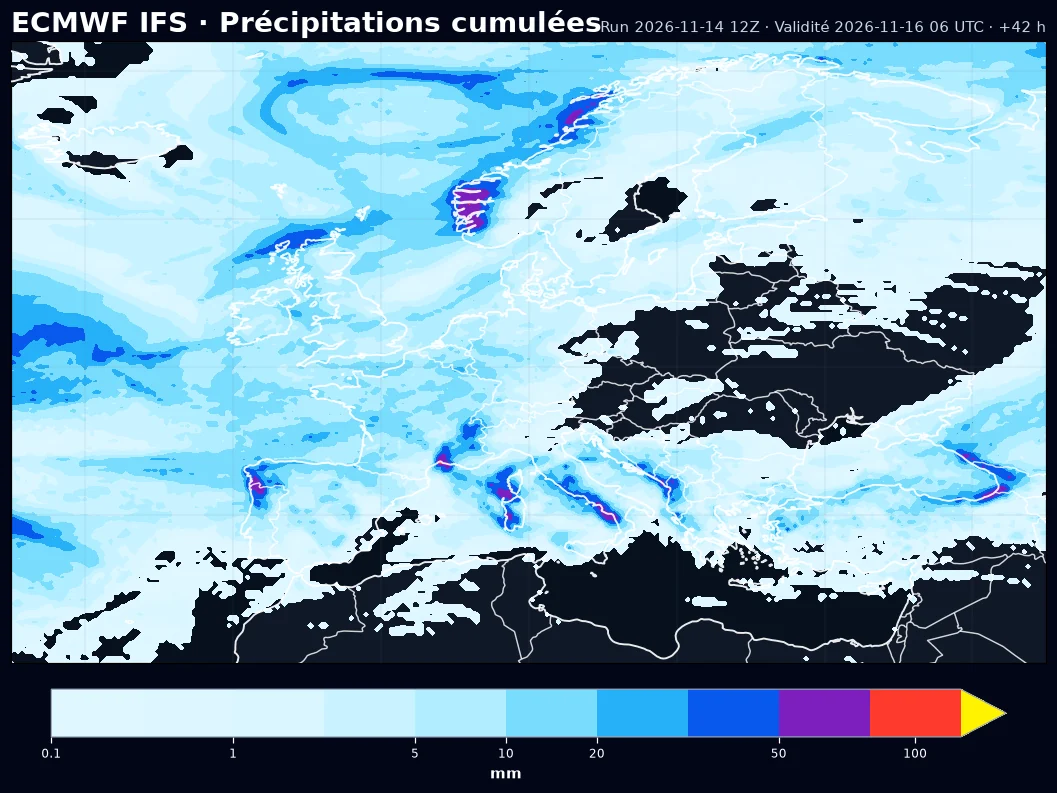 ECMWF IFS · Précipitations cumulées
Run 2026-11-14 12Z · Validité 2026-11-16 06 UTC · +42 h
0.1 1 5 10 20 50 100
mm